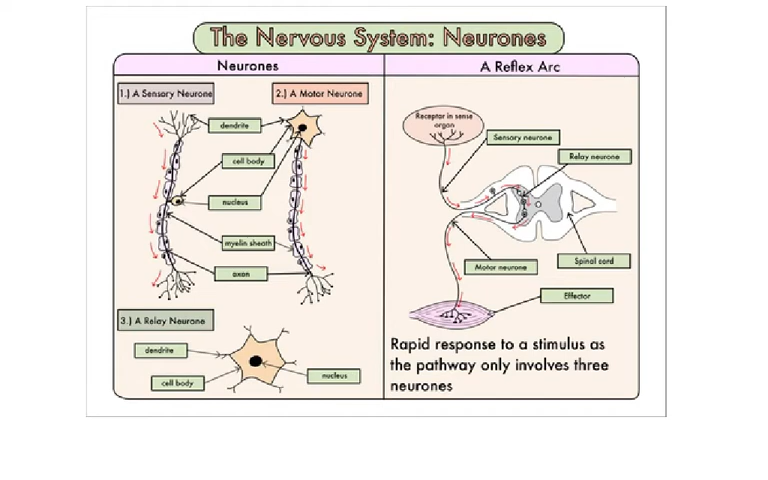 The Nervous System: Neurones
Neurones
1.) A Sensory Neurone
2.) A Motor Neurone
dendrite
cell body
nucleus
myelin sheath
axon
3.) A Relay Neurone
dendrite
cell body
nucleus
A Reflex Arc
Receptor in sense
organ
Sensory neurone
Relay neurone
Spinal cord
Motor neurone
Effector
Rapid response to a stimulus as
the pathway only involves three
neurones